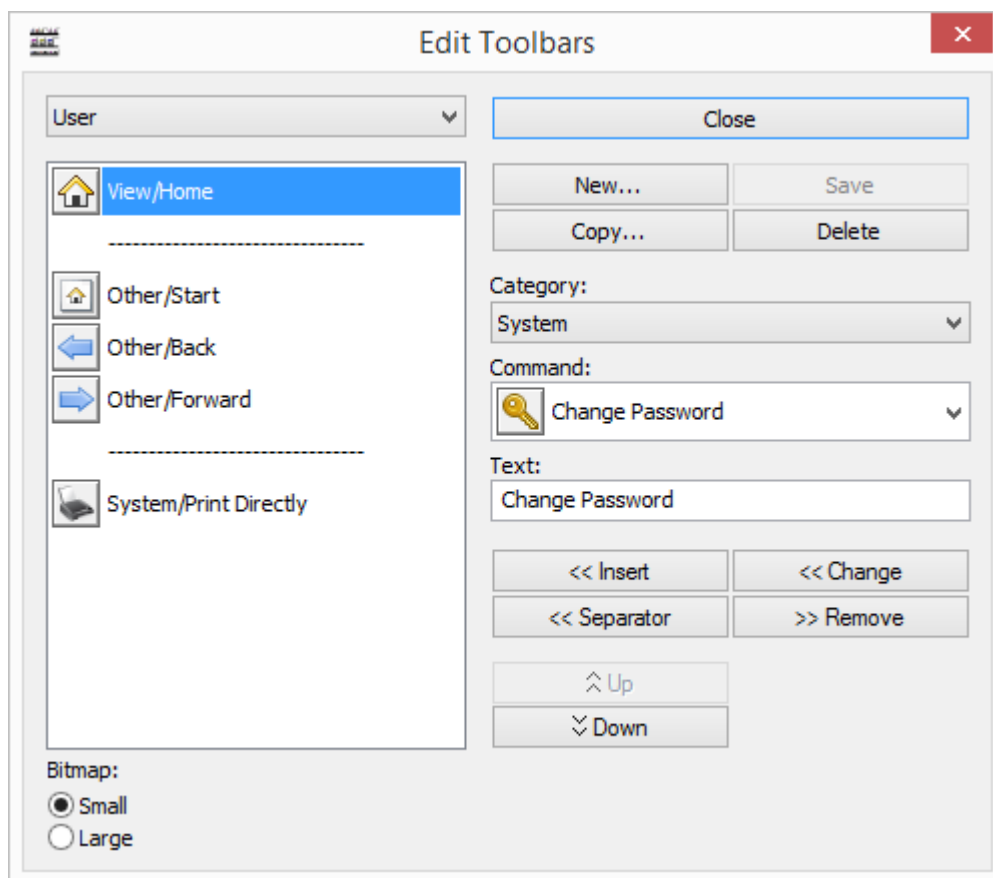 Edit Toolbars
User
Close
View/Home
New...
Save
Copy...
Delete
---------------------------------
Category:
Other/Start
System
Other/Back
Command:
Other/Forward
Change Password
---------------------------------
Text:
System/Print Directly
Change Password
<< Insert
<< Change
<< Separator
>> Remove
Up
Down
Bitmap:
Small
Large